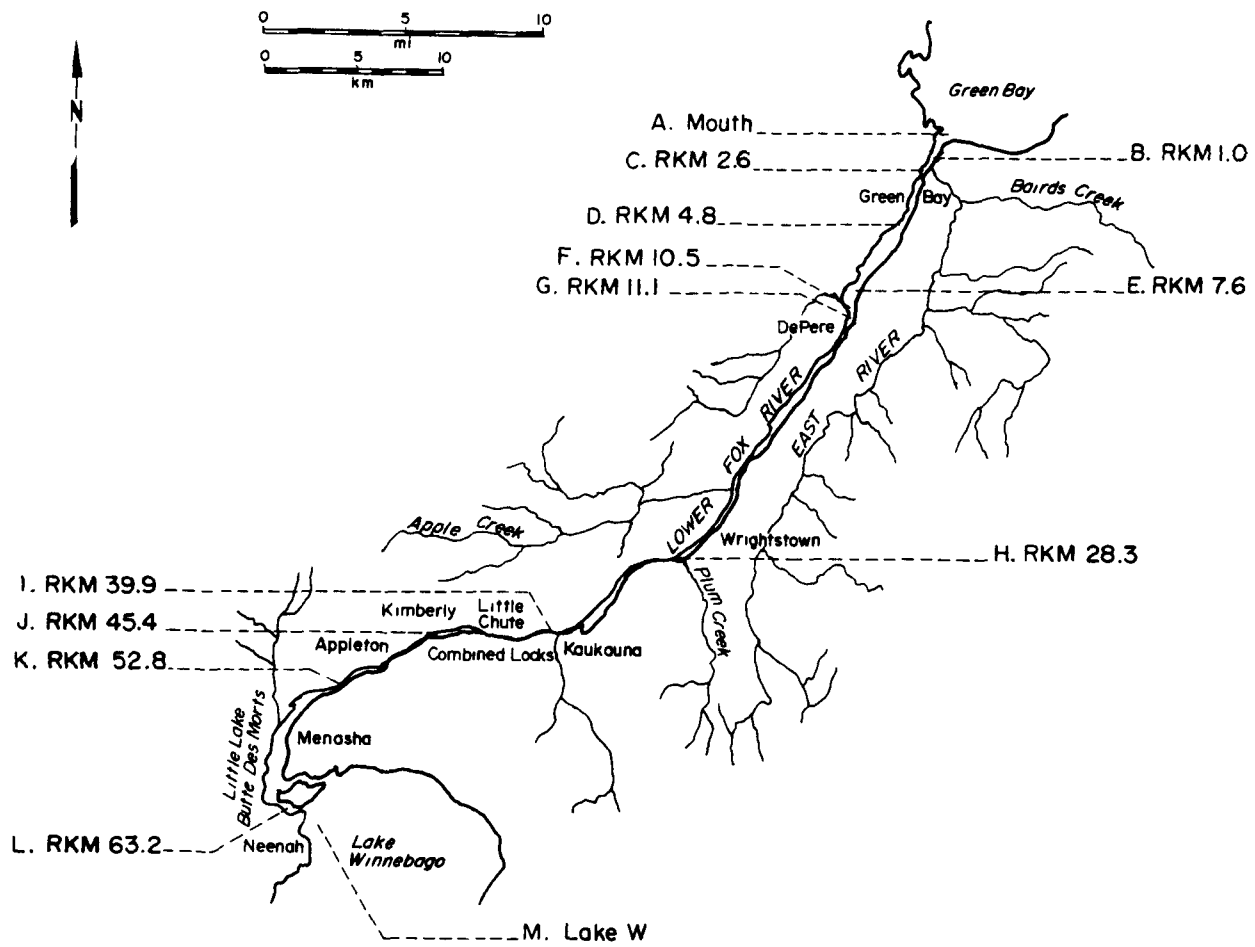 0 5 10
mi
0 5 10
km
N
Green Bay
A. Mouth
B. RKM 1.0
C. RKM 2.6
Green Bay
Bairds Creek
D. RKM 4.8
F. RKM 10.5
G. RKM 11.1
E. RKM 7.6
DePere
LOWER FOX RIVER
EAST RIVER
Apple Creek
Wrightstown
H. RKM 28.3
Plum Creek
I. RKM 39.9
Kimberly
Little
Chute
J. RKM 45.4
Appleton
Combined Locks
Kaukauna
K. RKM 52.8
Little Lake
Butte Des Morts
Menasha
L. RKM 63.2
Neenah
Lake
Winnebago
M. Lake W